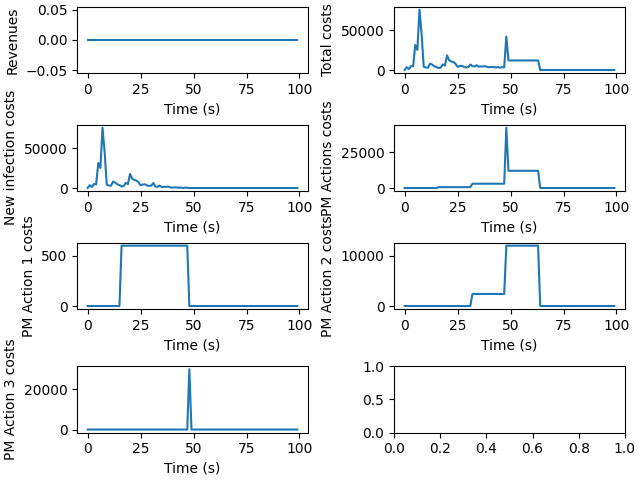 Revenues
0.05
0.00
−0.05
0 25 50 75 100
Time (s)
Total costs
50000
0
0 25 50 75 100
Time (s)
New infection costs
50000
0
0 25 50 75 100
Time (s)
PM Actions costs
25000
0
0 25 50 75 100
Time (s)
PM Action 1 costs
500
0
0 25 50 75 100
Time (s)
PM Action 2 costs
10000
0
0 25 50 75 100
Time (s)
PM Action 3 costs
20000
0
0 25 50 75 100
Time (s)
1.0
0.5
0.0
0.0 0.2 0.4 0.6 0.8 1.0